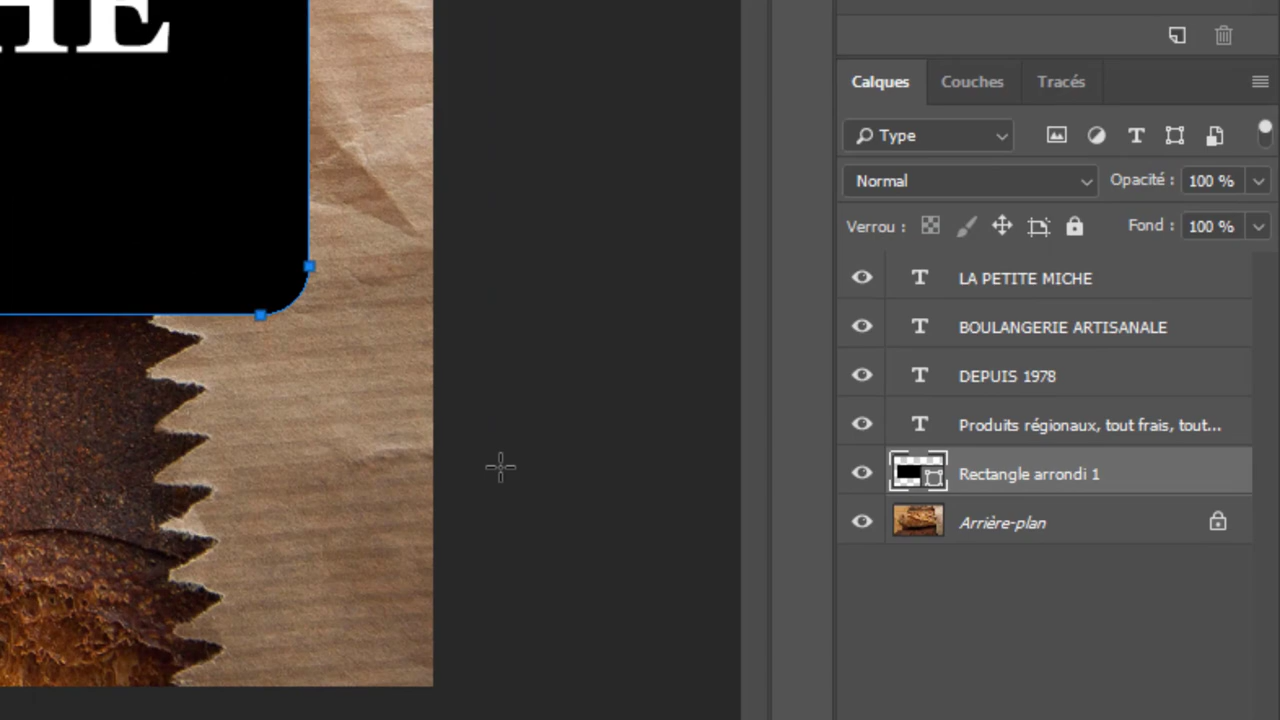 HE
Calques Couches Tracés
Type
Normal Opacité : 100 %
Verrou : Fond : 100 %
LA PETITE MICHE
BOULANGERIE ARTISANALE
DEPUIS 1978
Produits régionaux, tout frais, tout...
Rectangle arrondi 1
Arrière-plan